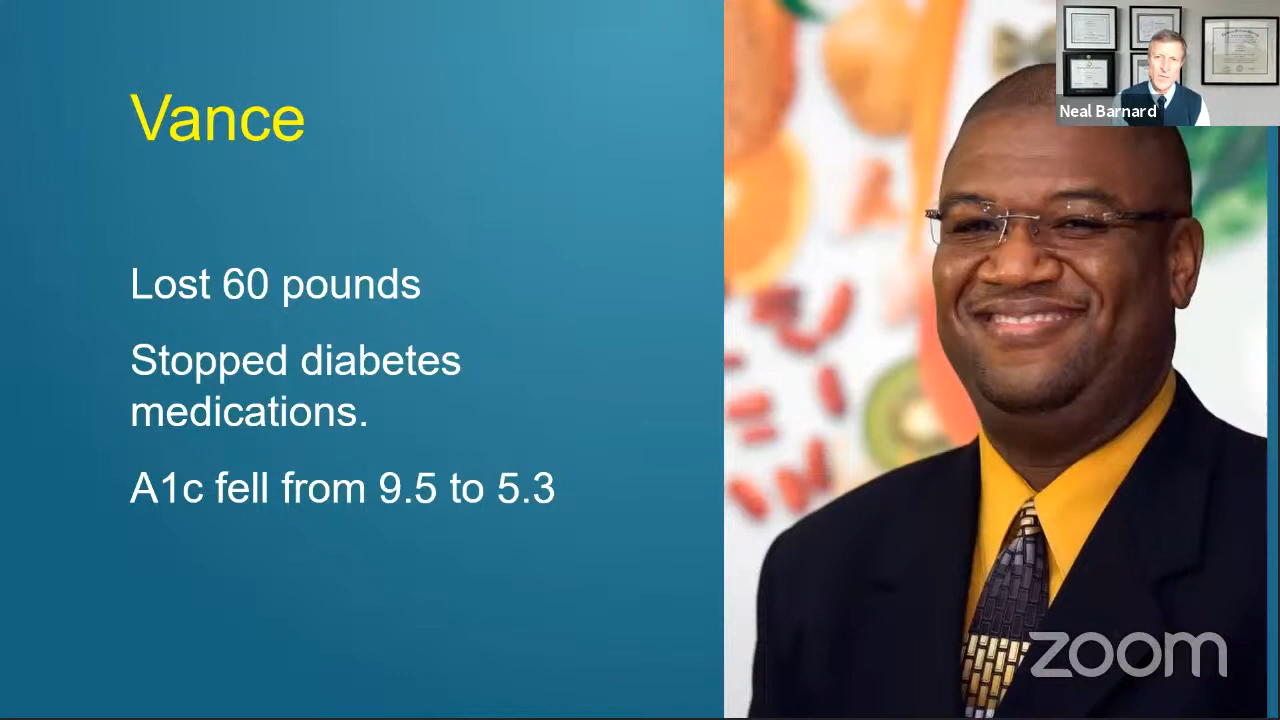 Vance
Lost 60 pounds
Stopped diabetes
medications.
A1c fell from 9.5 to 5.3
Neal Barnard
zoom